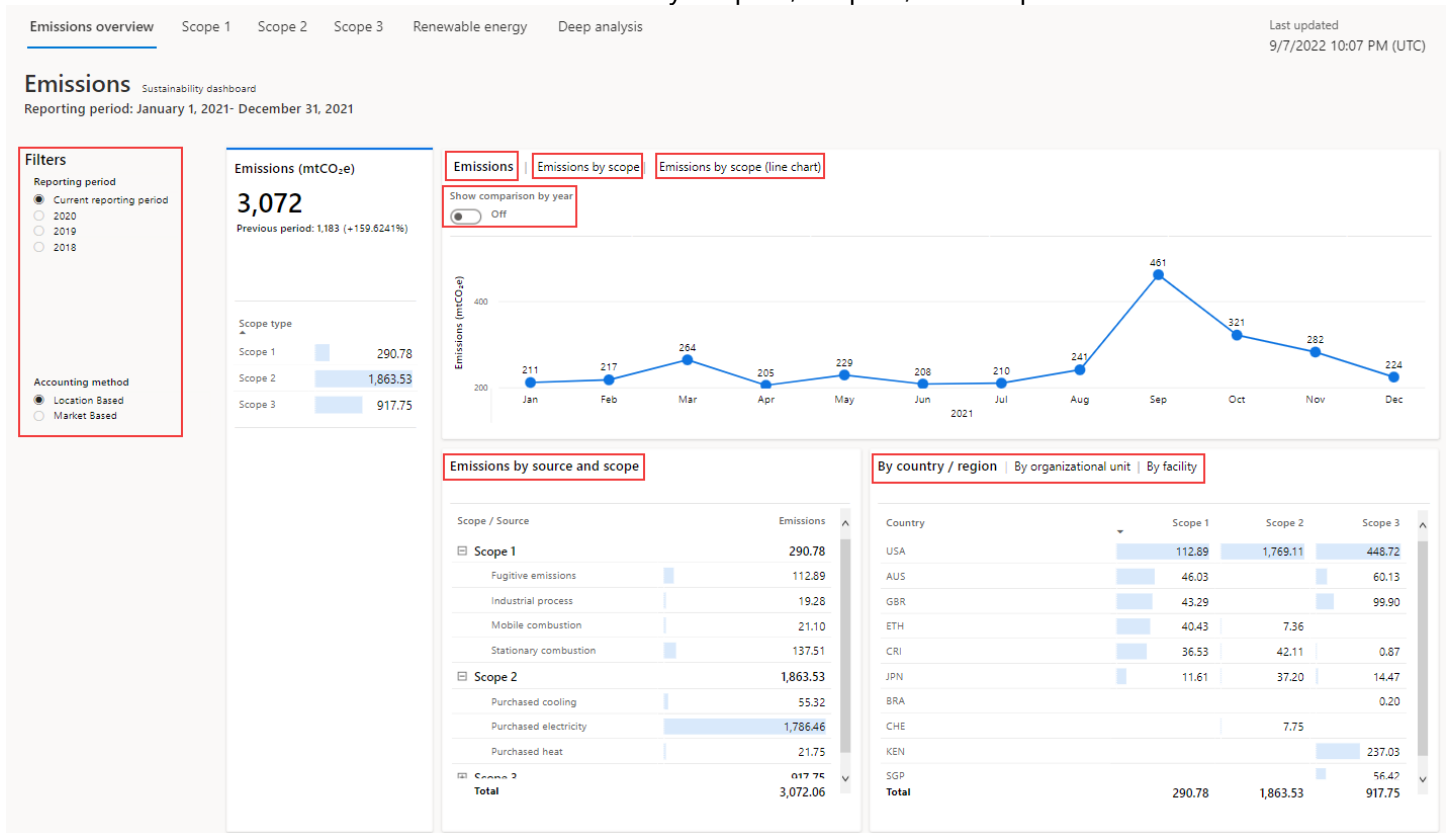 Emissions overview Scope 1 Scope 2 Scope 3 Renewable energy Deep analysis
Last updated
9/7/2022 10:07 PM (UTC)
Emissions Sustainability dashboard
Reporting period: January 1, 2021- December 31, 2021
Filters
Reporting period
Current reporting period
2020
2019
2018
Accounting method
Location Based
Market Based
Emissions (mtCO₂e)
3,072
Previous period: 1,183 (+159.6241%)
Scope type
Scope 1 290.78
Scope 2 1,863.53
Scope 3 917.75
Emissions | Emissions by scope | Emissions by scope (line chart)
Show comparison by year
Off
Emissions (mtCO₂e)
400
200
211 217 264 205 229 208 210 241 461 321 282 224
Jan Feb Mar Apr May Jun Jul Aug Sep Oct Nov Dec
2021
Emissions by source and scope
Scope / Source Emissions
Scope 1 290.78
Fugitive emissions 112.89
Industrial process 19.28
Mobile combustion 21.10
Stationary combustion 137.51
Scope 2 1,863.53
Purchased cooling 55.32
Purchased electricity 1,786.46
Purchased heat 21.75
Scope 3 917.75
Total 3,072.06
By country / region | By organizational unit | By facility
Country Scope 1 Scope 2 Scope 3
USA 112.89 1,769.11 448.72
AUS 46.03 60.13
GBR 43.29 99.90
ETH 40.43 7.36
CRI 36.53 42.11 0.87
JPN 11.61 37.20 14.47
BRA 0.20
CHE 7.75
KEN 237.03
SGP 56.42
Total 290.78 1,863.53 917.75